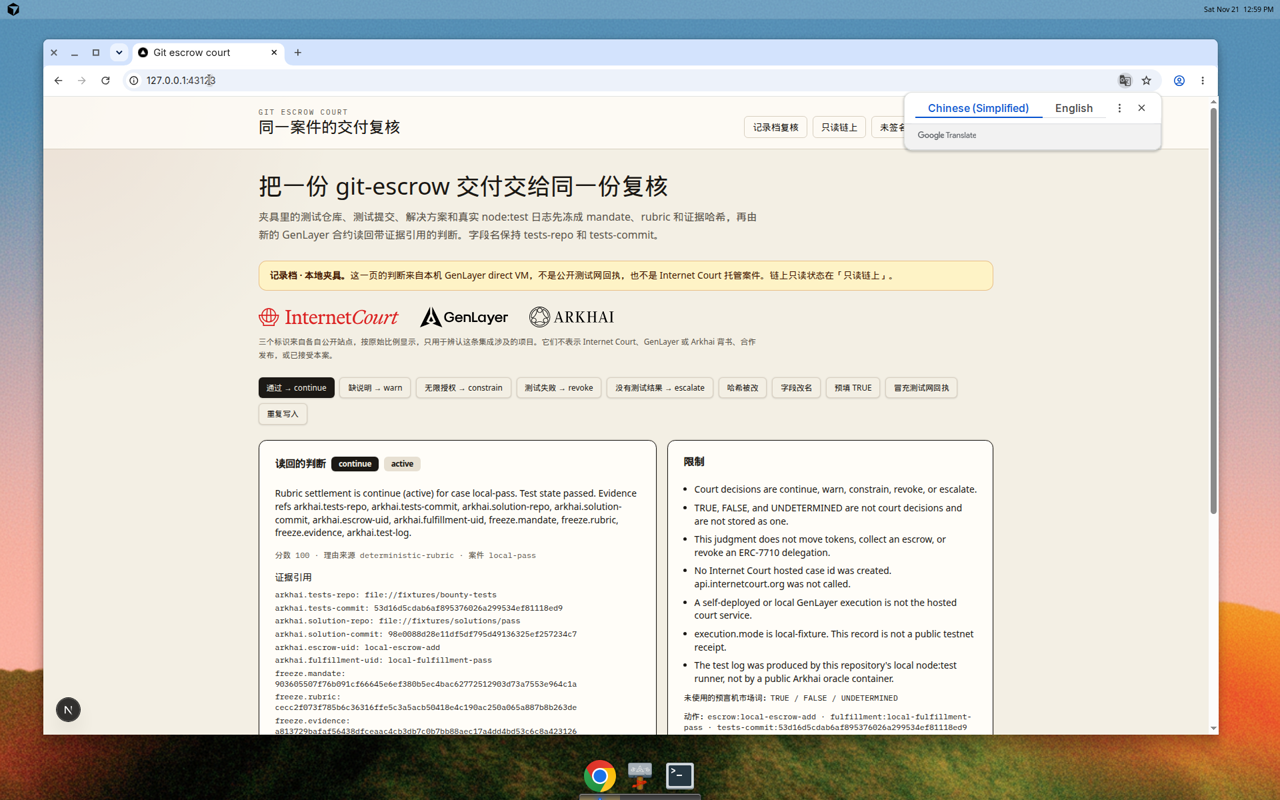 Sat Nov 21 12:59 PM
Git escrow court
127.0.0.1:43123
Chinese (Simplified) English
Google Translate
GIT ESCROW COURT
同一案件的交付复核
记录档复核 只读链上 未签名
把一份 git-escrow 交付交给同一份复核
夹具里的测试仓库、测试提交、解决方案和真实 node:test 日志先冻成 mandate、rubric 和证据哈希，再由
新的 GenLayer 合约读回带证据引用的判断。字段名保持 tests-repo 和 tests-commit。
记录档 · 本地夹具。这一页的判断来自本机 GenLayer direct VM，不是公开测试网回执，也不是 Internet Court 托管案件。链上只读状态在「只读链上」。
InternetCourt GenLayer ARKHAI
三个标识来自各自公开站点，按原始比例显示，只用于辨认这条集成涉及的项目。它们不表示 Internet Court、GenLayer 或 Arkhai 背书、合作
发布，或已接受本案。
通过 → continue 缺说明 → warn 无限授权 → constrain 测试失败 → revoke 没有测试结果 → escalate 哈希被改 字段改名 预填 TRUE 冒充测试网回执
重复写入
读回的判断 continue active
Rubric settlement is continue (active) for case local-pass. Test state passed. Evidence
refs arkhai.tests-repo, arkhai.tests-commit, arkhai.solution-repo, arkhai.solution-
commit, arkhai.escrow-uid, arkhai.fulfillment-uid, freeze.mandate, freeze.rubric,
freeze.evidence, arkhai.test-log.
分数 100 · 理由来源 deterministic-rubric · 案件 local-pass
证据引用
arkhai.tests-repo: file://fixtures/bounty-tests
arkhai.tests-commit: 53d16d5cdab6af895376026a299534ef81118ed9
arkhai.solution-repo: file://fixtures/solutions/pass
arkhai.solution-commit: 98e0088d28e11df5df795d49136325ef257234c7
arkhai.escrow-uid: local-escrow-add
arkhai.fulfillment-uid: local-fulfillment-pass
freeze.mandate:
903605507f76b091cf66645e6ef380b5ec4bac62772512903d73a7553e964c1a
freeze.rubric:
cecc2f073f785b6c36316ffe5c3a5acb50418e4c190ac250a065a887b8b263de
freeze.evidence:
a813729bafaf56438dfceaac4cb3db7c0b7bb88aec17a4dd4bd53c6c8a423126
限制
Court decisions are continue, warn, constrain, revoke, or escalate.
TRUE, FALSE, and UNDETERMINED are not court decisions and
are not stored as one.
This judgment does not move tokens, collect an escrow, or
revoke an ERC-7710 delegation.
No Internet Court hosted case id was created.
api.internetcourt.org was not called.
A self-deployed or local GenLayer execution is not the hosted
court service.
execution.mode is local-fixture. This record is not a public testnet
receipt.
The test log was produced by this repository's local node:test
runner, not by a public Arkhai oracle container.
未使用的预言机市场词: TRUE / FALSE / UNDETERMINED
动作: escrow:local-escrow-add · fulfillment:local-fulfillment-
pass · tests-commit:53d16d5cdab6af895376026a299534ef81118ed9